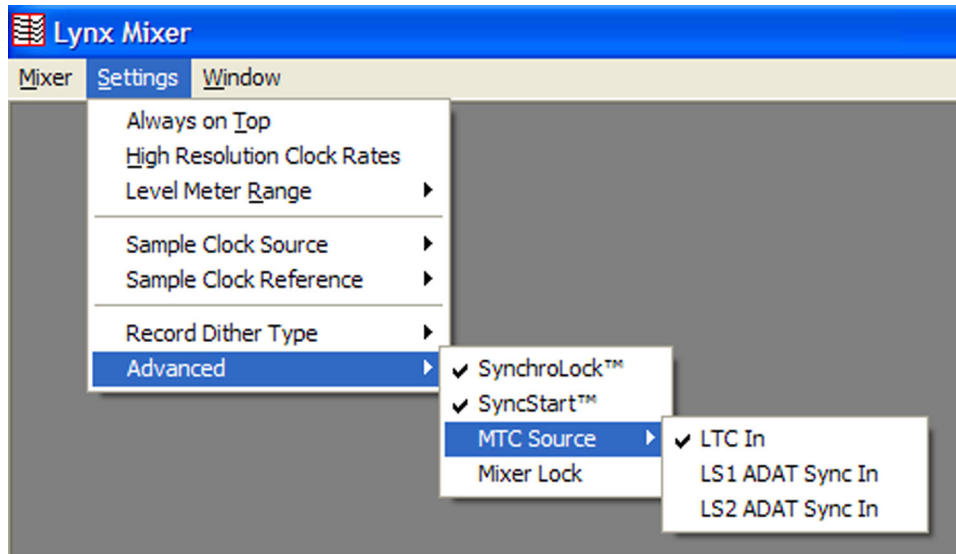 Lynx Mixer
Mixer Settings Window
Always on Top
High Resolution Clock Rates
Level Meter Range
Sample Clock Source
Sample Clock Reference
Record Dither Type
Advanced
SynchroLock™
SyncStart™
MTC Source
Mixer Lock
LTC In
LS1 ADAT Sync In
LS2 ADAT Sync In